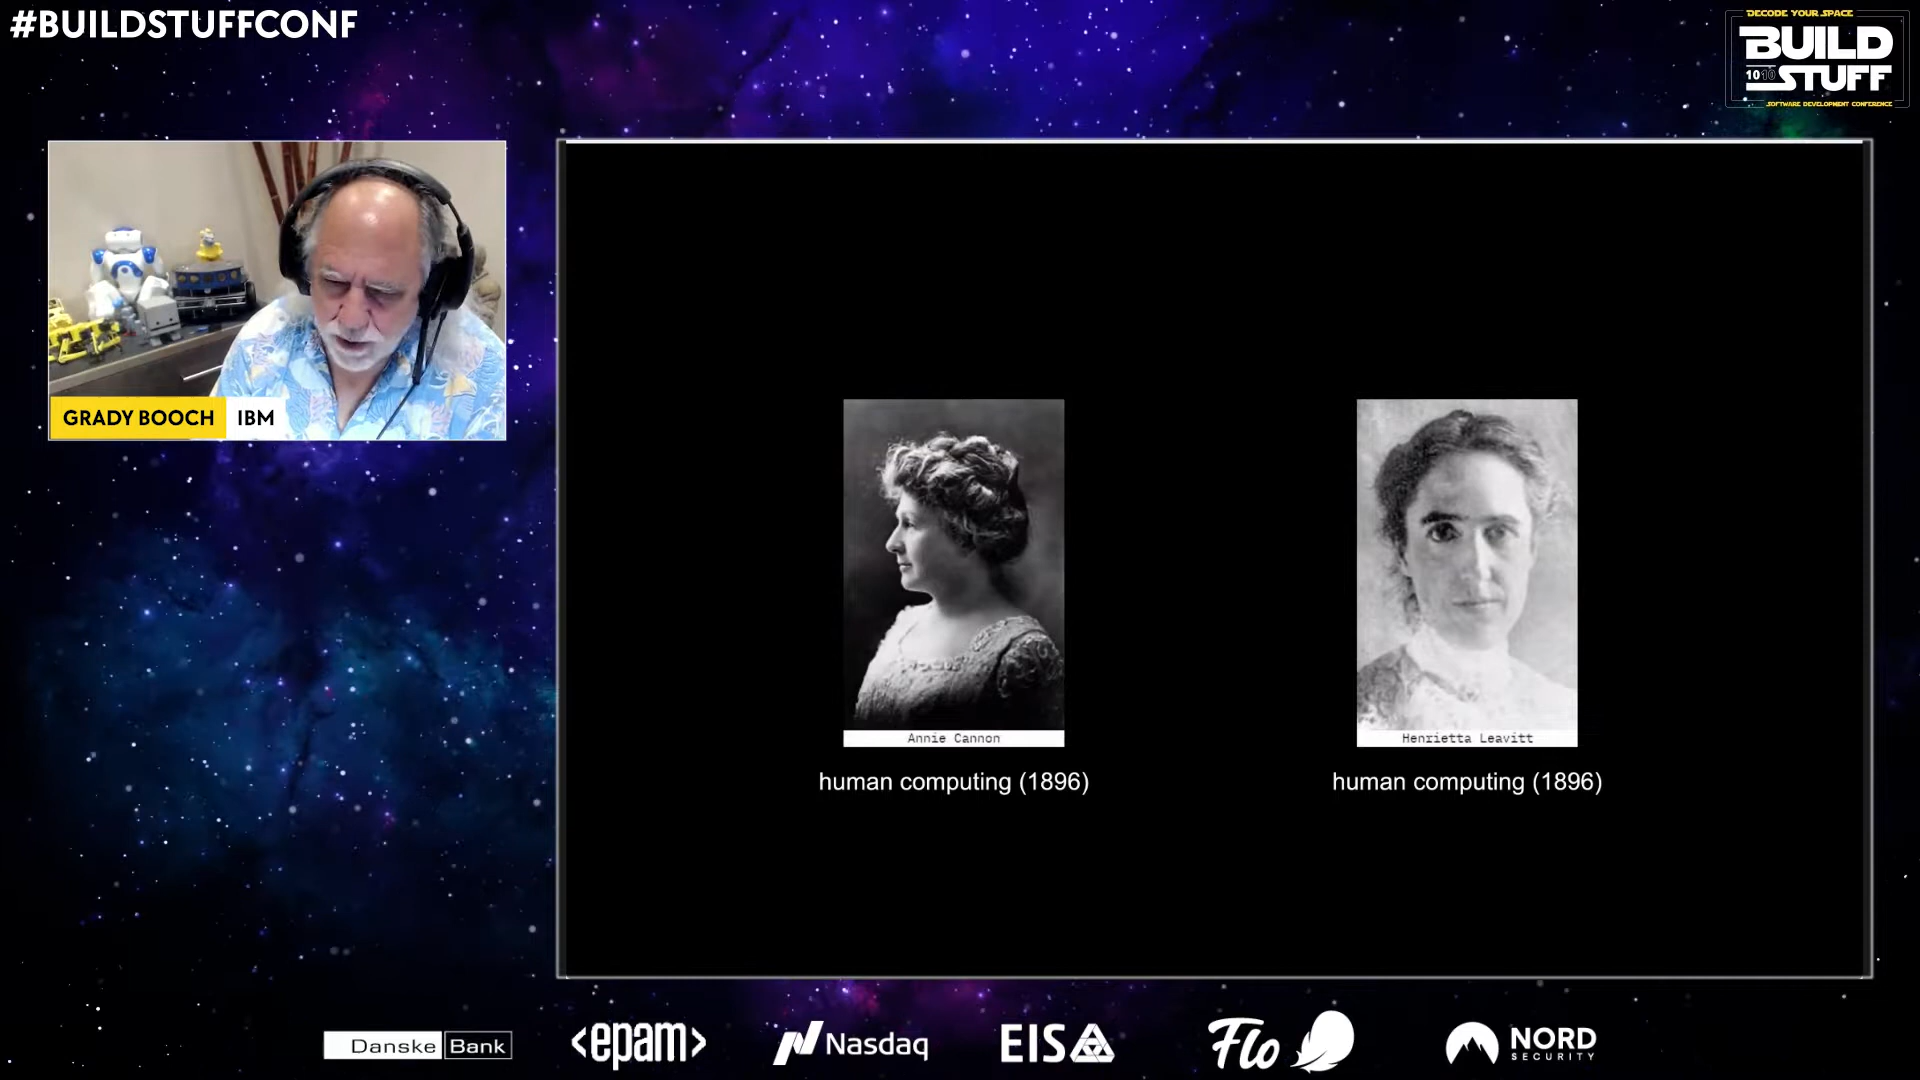 #BUILDSTUFFCONF
DECODE YOUR SPACE
BUILD
1010 STUFF
SOFTWARE DEVELOPMENT CONFERENCE
GRADY BOOCH IBM
Annie Cannon
human computing (1896)
Henrietta Leavitt
human computing (1896)
Danske Bank
<epam>
Nasdaq
EIS
Flo
NORD
SECURITY